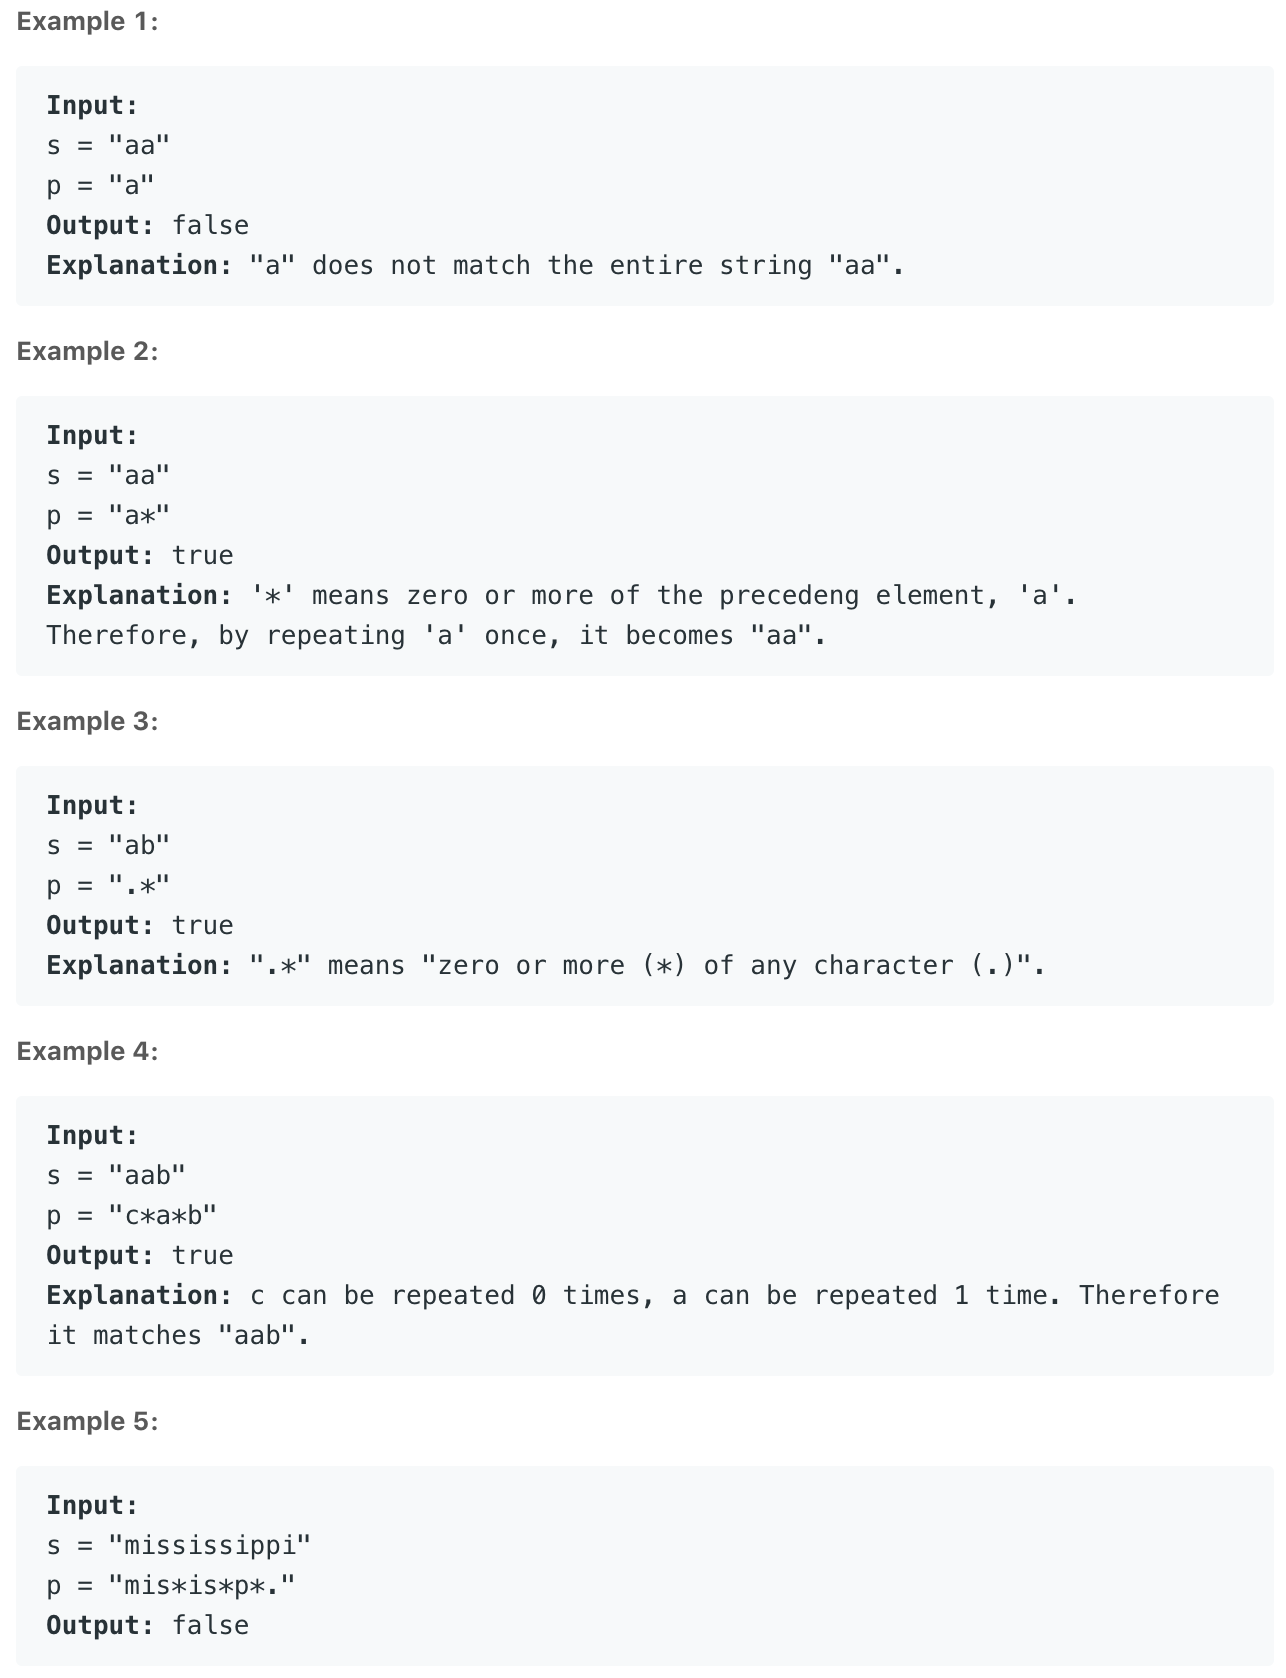 Example 1:
Input:
s = "aa"
p = "a"
Output: false
Explanation: "a" does not match the entire string "aa".
Example 2:
Input:
s = "aa"
p = "a*"
Output: true
Explanation: '*' means zero or more of the precedeng element, 'a'.
Therefore, by repeating 'a' once, it becomes "aa".
Example 3:
Input:
s = "ab"
p = ".*"
Output: true
Explanation: ".*" means "zero or more (*) of any character (.)".
Example 4:
Input:
s = "aab"
p = "c*a*b"
Output: true
Explanation: c can be repeated 0 times, a can be repeated 1 time. Therefore
it matches "aab".
Example 5:
Input:
s = "mississippi"
p = "mis*is*p*."
Output: false